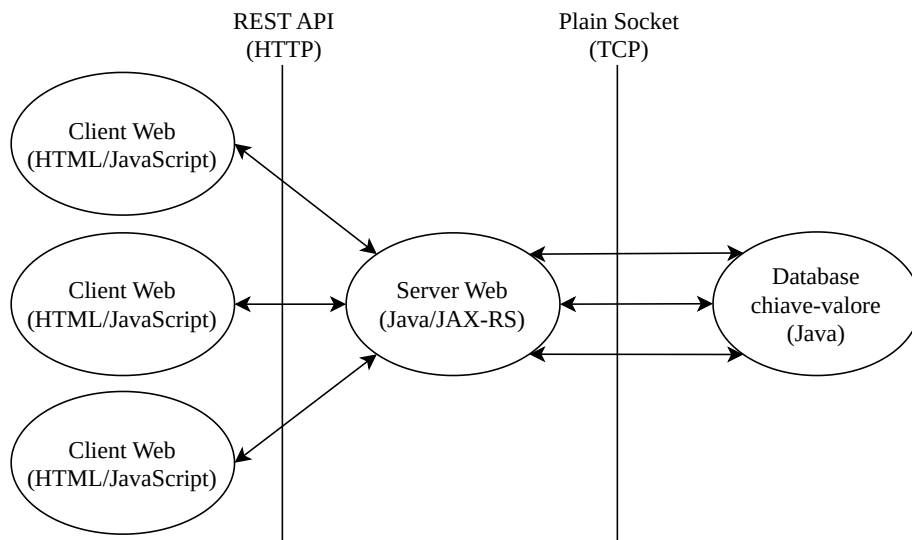 REST API
(HTTP)
Plain Socket
(TCP)
Client Web
(HTML/JavaScript)
Client Web
(HTML/JavaScript)
Client Web
(HTML/JavaScript)
Server Web
(Java/JAX-RS)
Database
chiave-valore
(Java)